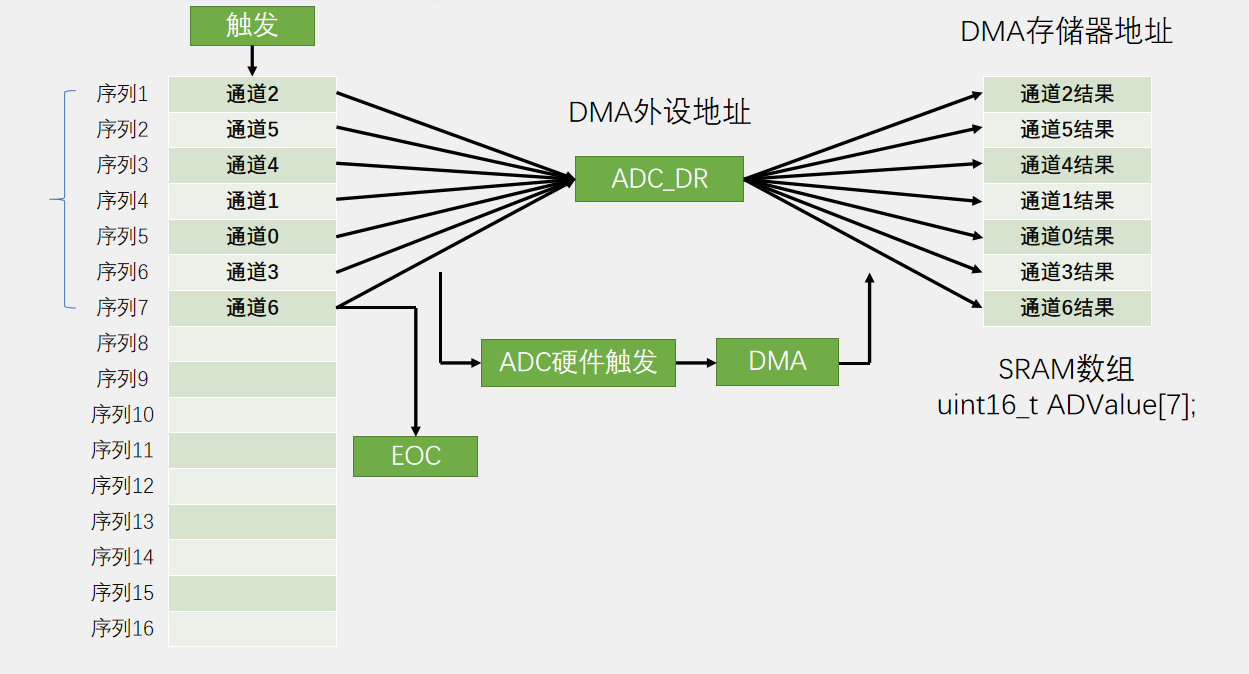 触发
DMA存储器地址
序列1 通道2
序列2 通道5
序列3 通道4
序列4 通道1
序列5 通道0
序列6 通道3
序列7 通道6
序列8
序列9
序列10
序列11
序列12
序列13
序列14
序列15
序列16
DMA外设地址
ADC_DR
ADC硬件触发
DMA
EOC
通道2结果
通道5结果
通道4结果
通道1结果
通道0结果
通道3结果
通道6结果
SRAM数组
uint16_t ADValue[7];